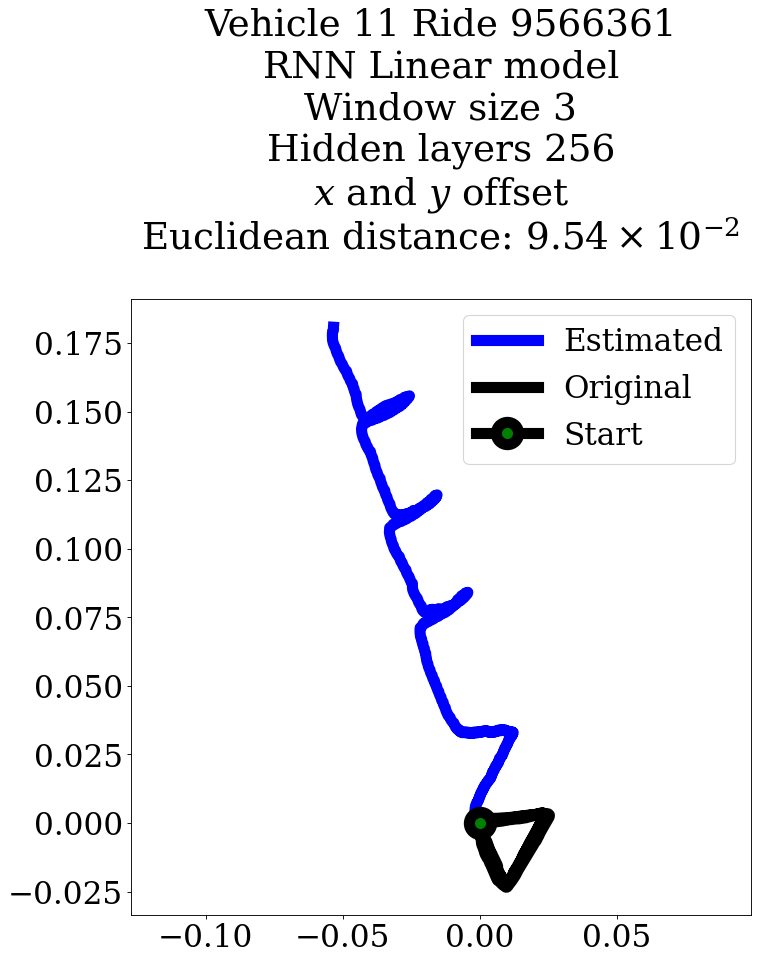 Vehicle 11 Ride 9566361
RNN Linear model
Window size 3
Hidden layers 256
x and y offset
Euclidean distance: 9.54 × 10⁻²
Estimated
Original
Start
0.175
0.150
0.125
0.100
0.075
0.050
0.025
0.000
−0.025
−0.10
−0.05
0.00
0.05